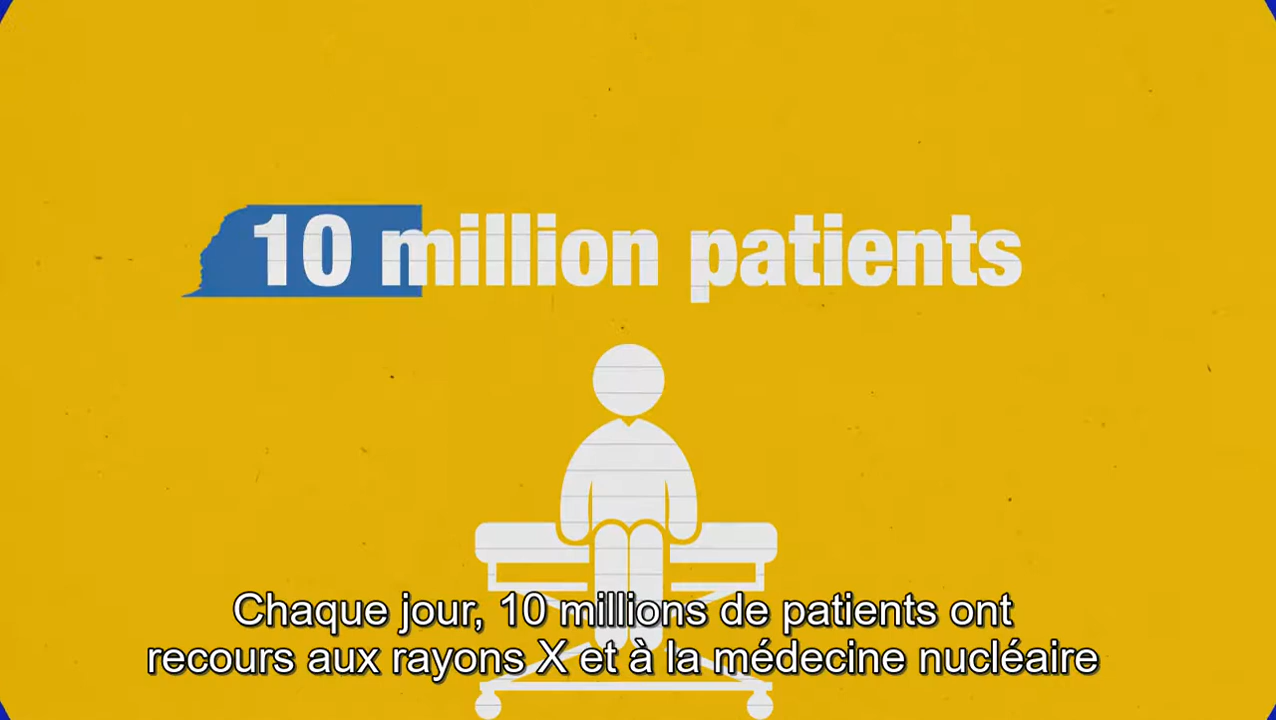 10 million patients
Chaque jour, 10 millions de patients ont
recours aux rayons X et à la médecine nucléaire